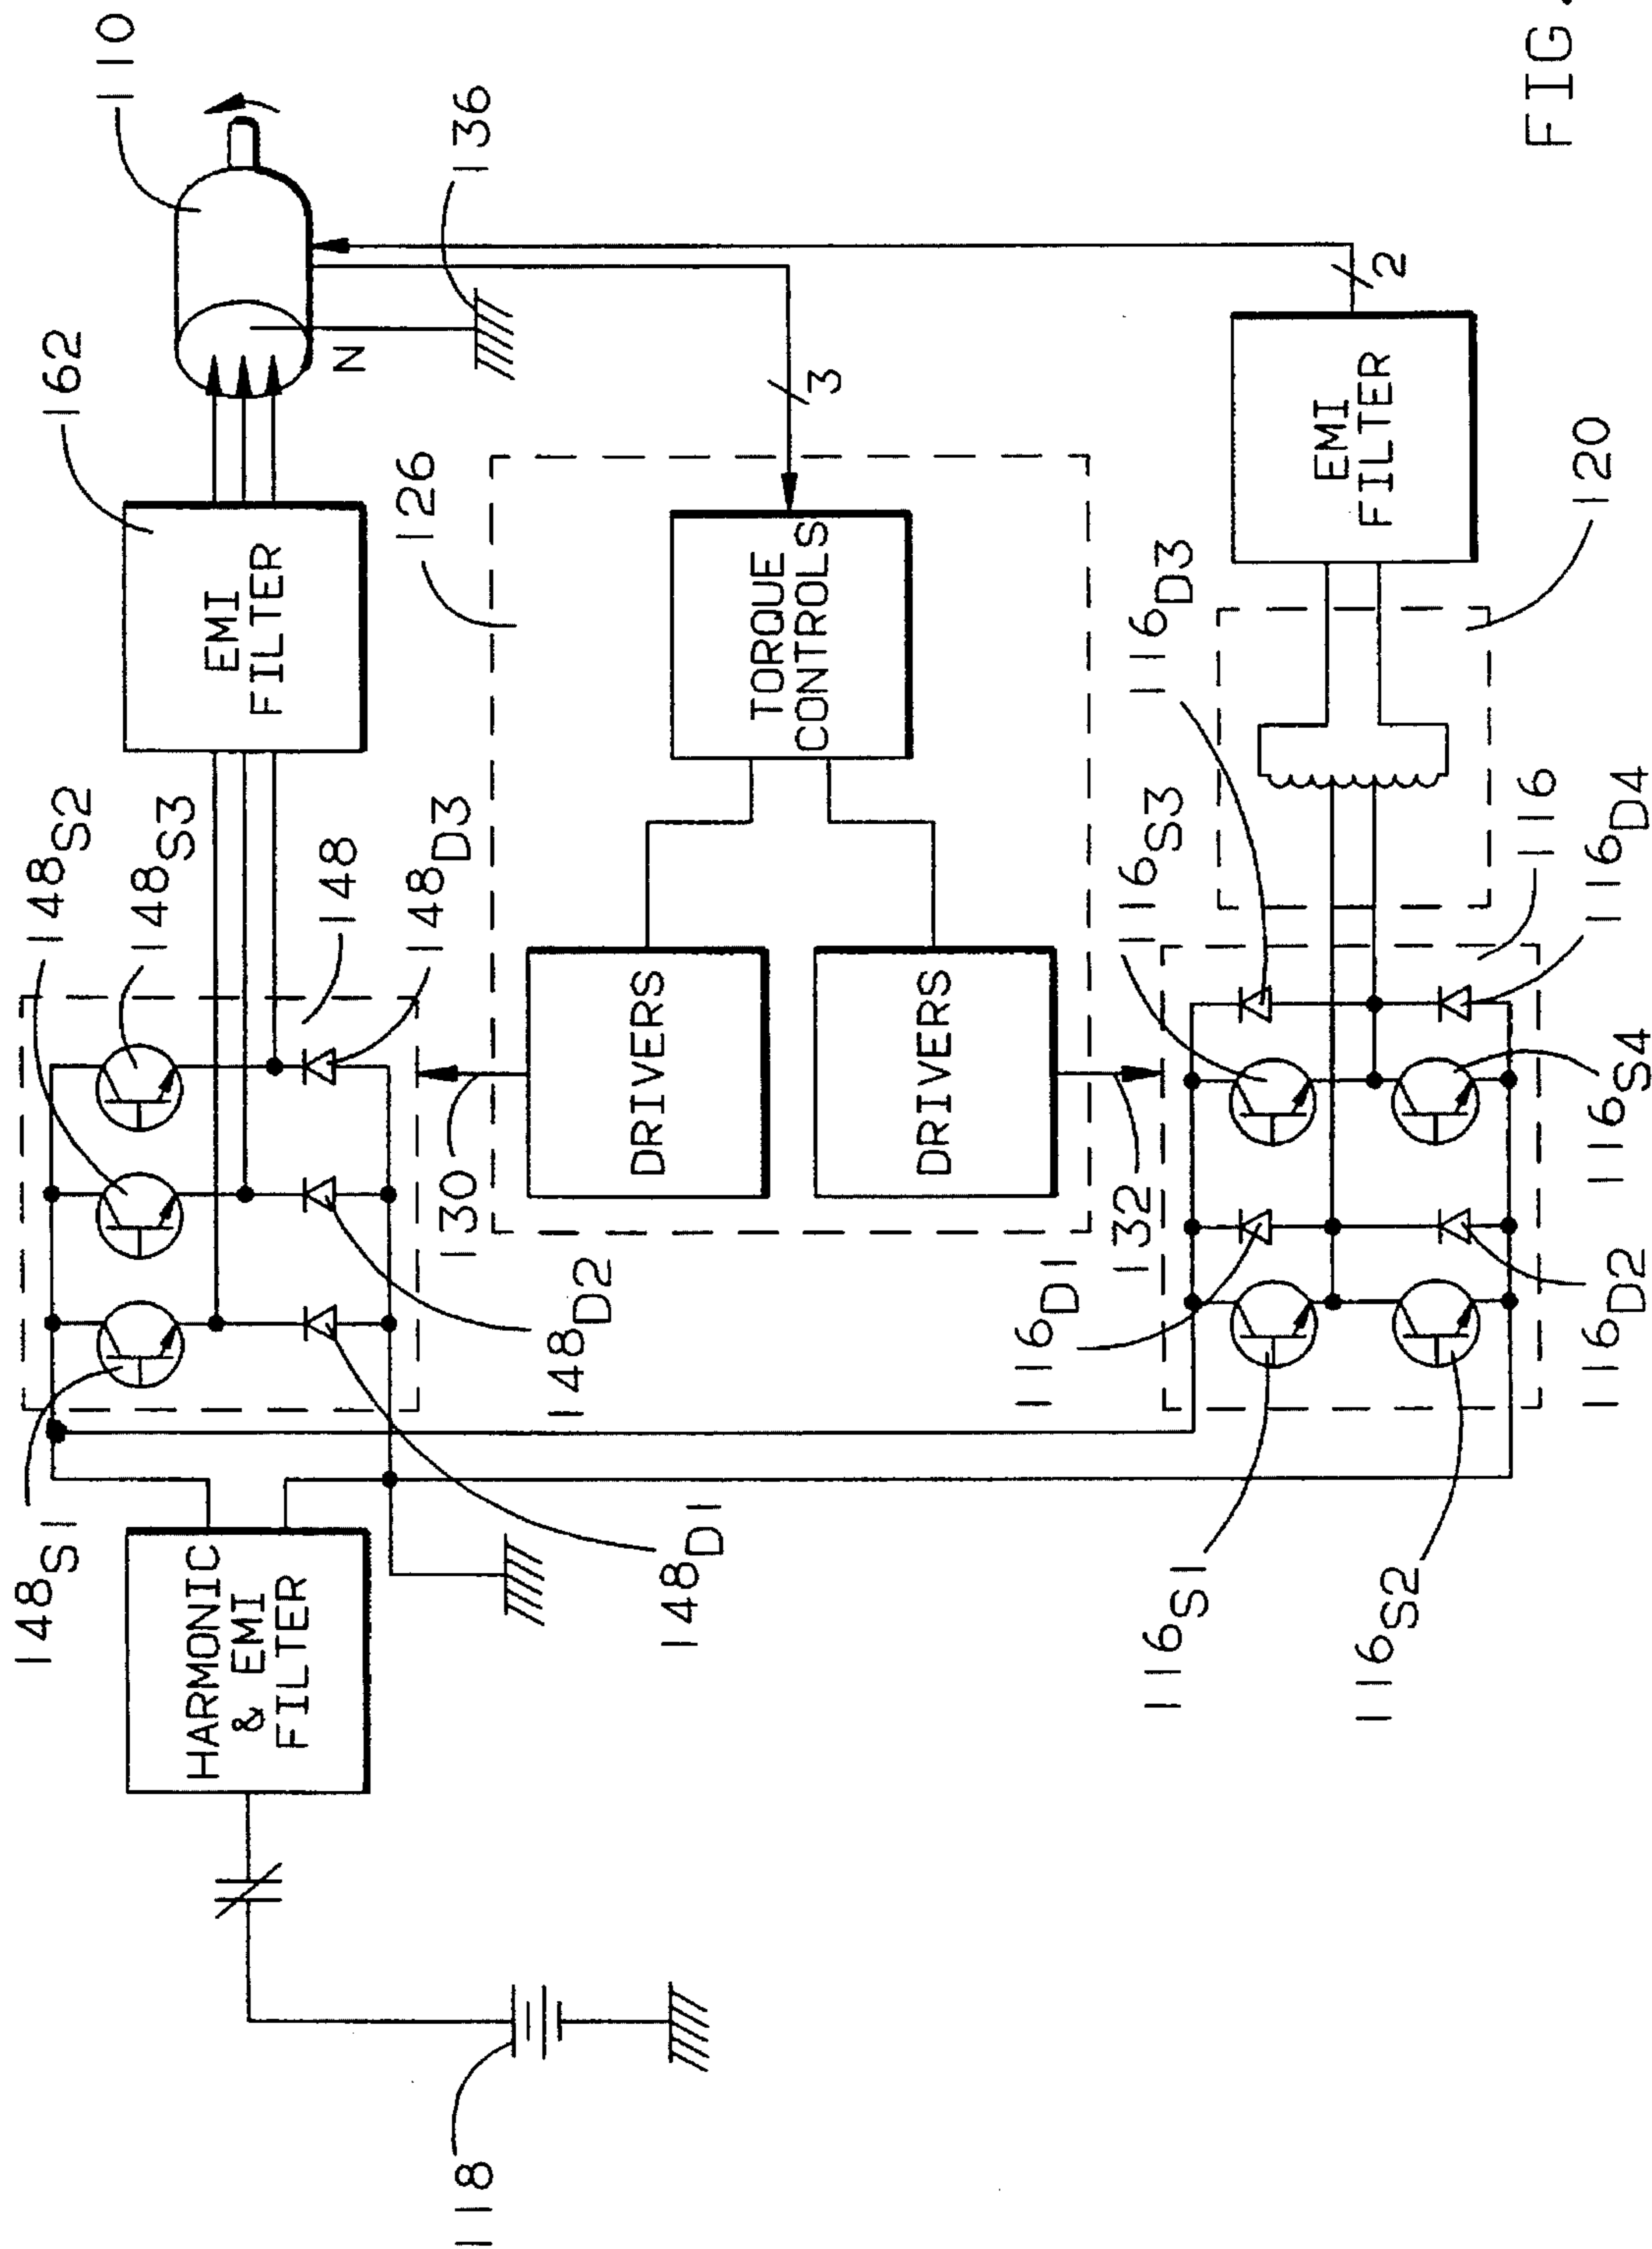 110
162
136
N
EMI
FILTER
148S2
148S3
148
148D3
126
3
TORQUE
CONTROLS
DRIVERS
DRIVERS
130
132
2
EMI
FILTER
120
116D3
116S3
116
116D4
116S4
116D1
116D2
116S1
116S2
148S1
148D2
148D1
HARMONIC
& EMI
FILTER
118
FIG.